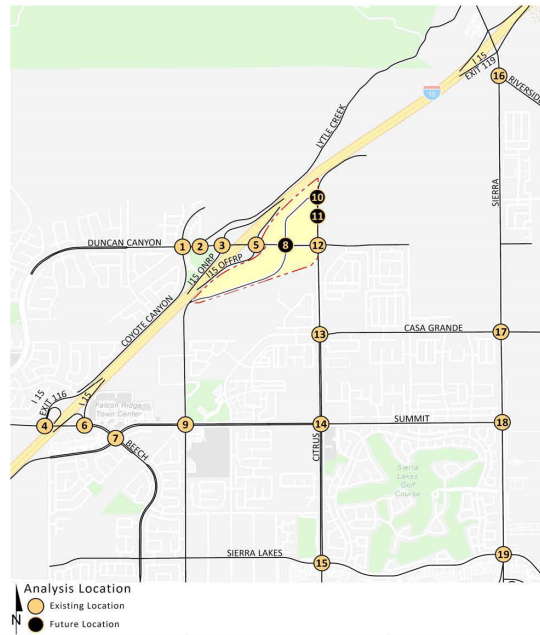 I 15
EXIT 119
16
RIVERSIDE
15
LYTLE CREEK
SIERRA
10
11
DUNCAN CANYON
1
2
3
5
8
12
I15 ONRP
I15 OFFRP
COYOTE CANYON
13
CASA GRANDE
17
I 15
EXIT 116
I 15
Falcon Ridge
Town Center
4
6
7
BEECH
9
14
SUMMIT
18
CITRUS
Sierra
Lakes
Golf
Course
SIERRA LAKES
15
19
N
Analysis Location
Existing Location
Future Location